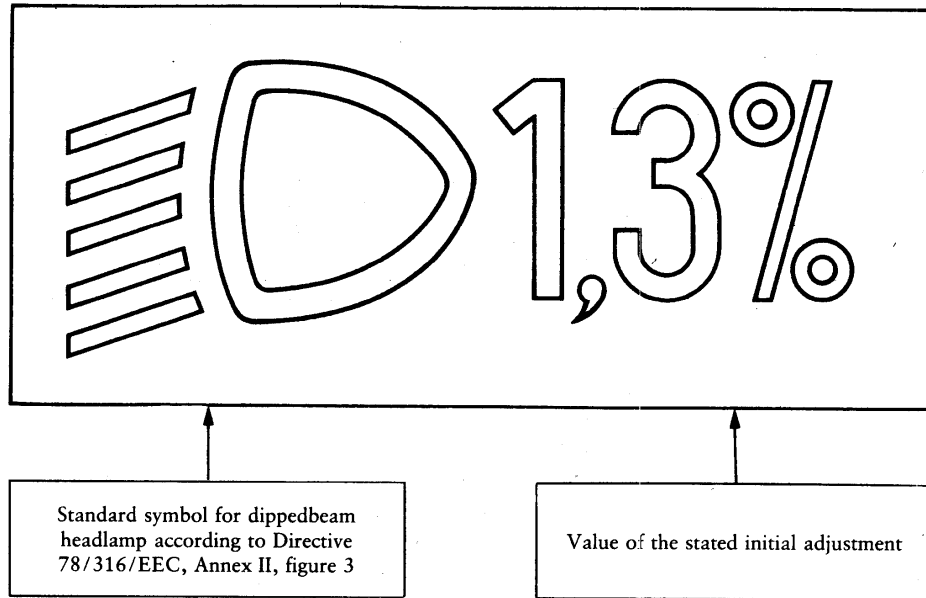 1,3%
Standard symbol for dippedbeam
headlamp according to Directive
78/316/EEC, Annex II, figure 3
Value of the stated initial adjustment